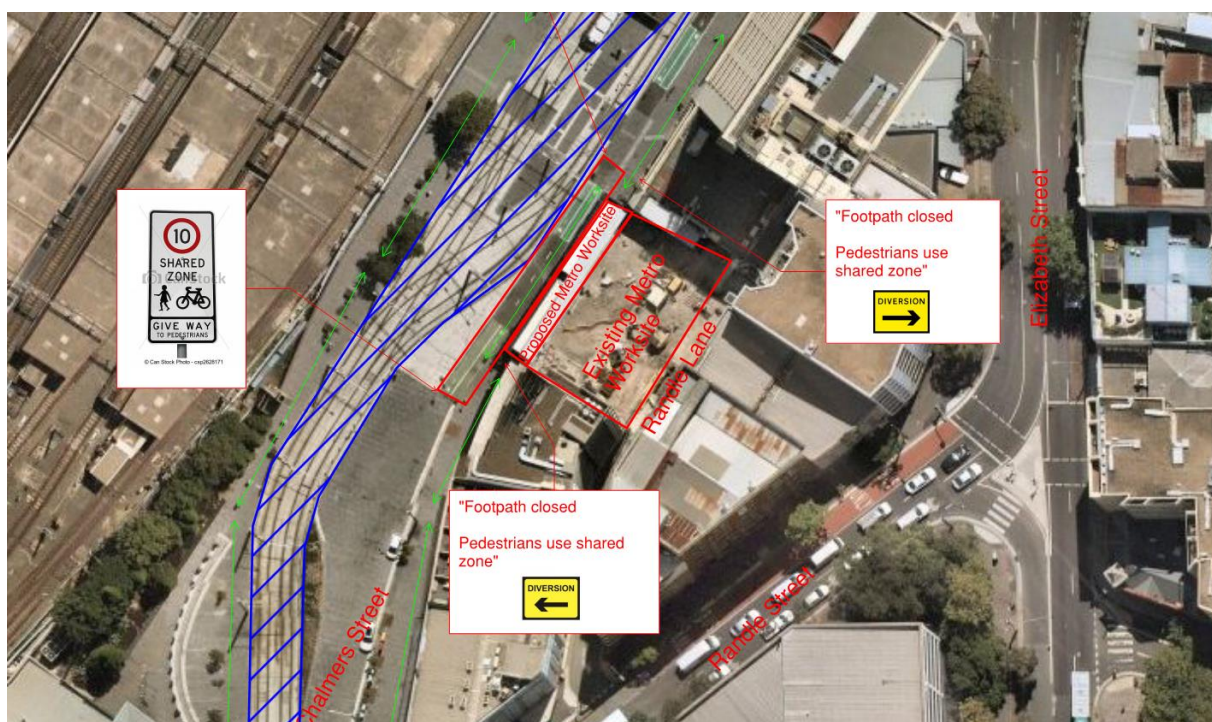 10
SHARED
ZONE
CanStock
GIVE WAY
TO PEDESTRIANS
© Can Stock Photo - csp2628171
Proposed Metro Worksite
Existing Metro
Worksite
Randle Lane
"Footpath closed
Pedestrians use
shared zone"
DIVERSION
Elizabeth Street
"Footpath closed
Pedestrians use shared
zone"
DIVERSION
Chalmers Street
Randle Street